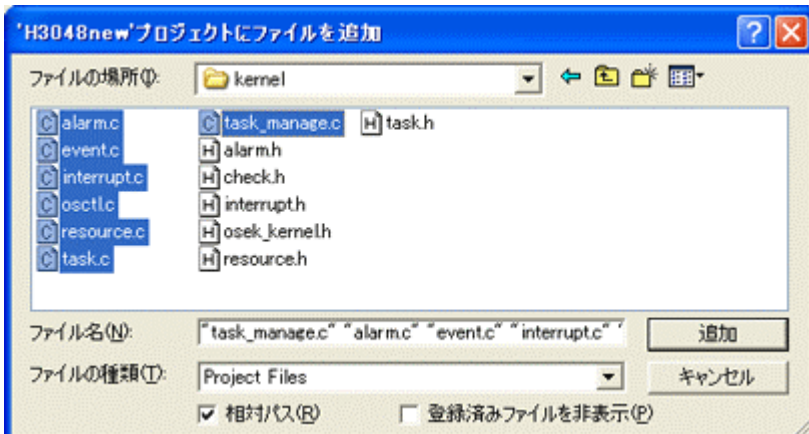 'H3048new'プロジェクトにファイルを追加
ファイルの場所(I): kernel
alarm.c task_manage.c task.h
event.c alarm.h
interrupt.c check.h
osctl.c interrupt.h
resource.c osek_kernel.h
task.c resource.h
ファイル名(N): "task_manage.c" "alarm.c" "event.c" "interrupt.c" " 追加
ファイルの種類(T): Project Files キャンセル
相対パス(R) 登録済みファイルを非表示(P)